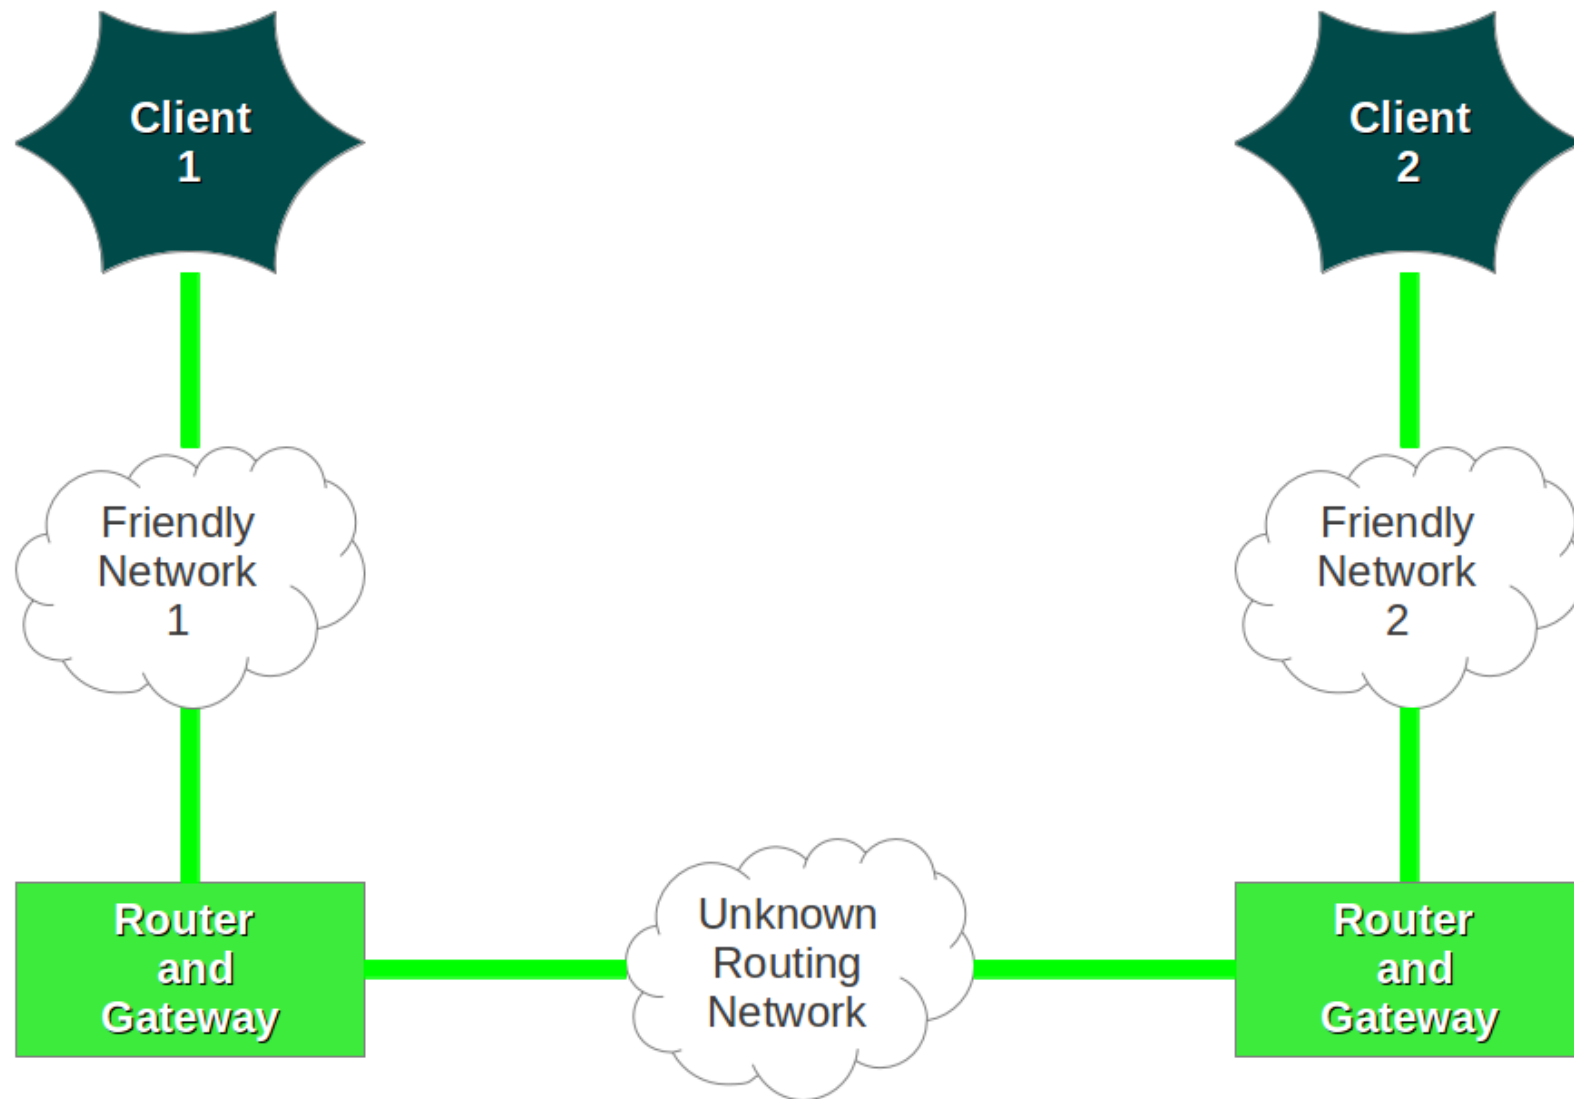 Client
1
Client
2
Friendly
Network
1
Friendly
Network
2
Router
and
Gateway
Unknown
Routing
Network
Router
and
Gateway